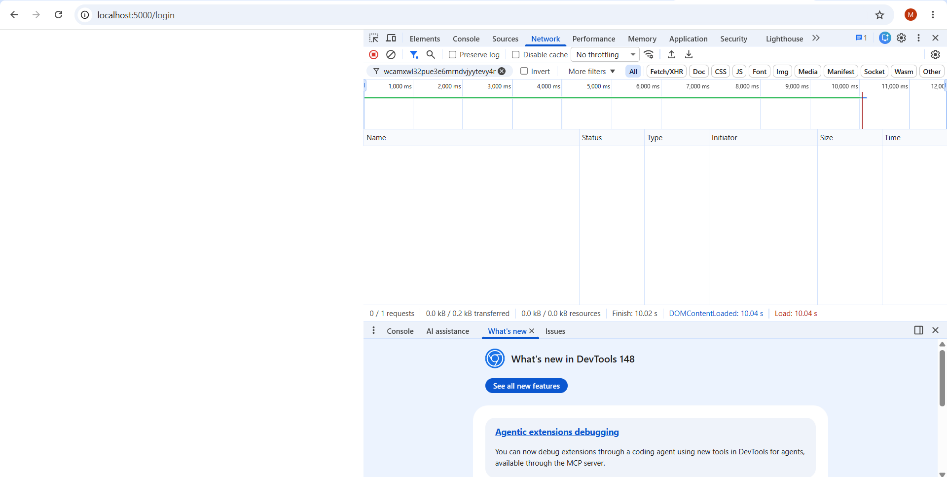 localhost:5000/login
M
Elements Console Sources Network Performance Memory Application Security Lighthouse 1
Preserve log Disable cache No throttling
Invert More filters All Fetch/XHR Doc CSS JS Font Img Media Manifest Socket Wasm Other
1,000 ms 2,000 ms 3,000 ms 4,000 ms 5,000 ms 6,000 ms 7,000 ms 8,000 ms 9,000 ms 10,000 ms 11,000 ms
Name Status Type Initiator Size Time
0 / 1 requests 0.0 kB / 0.2 kB transferred 0.0 kB / 0.0 kB resources Finish: 10.02 s DOMContentLoaded: 10.04 s Load: 10.04 s
Console AI assistance What's new Issues
What's new in DevTools 148
See all new features
Agentic extensions debugging
You can now debug extensions through a coding agent using new tools in DevTools for agents,
available through the MCP server.